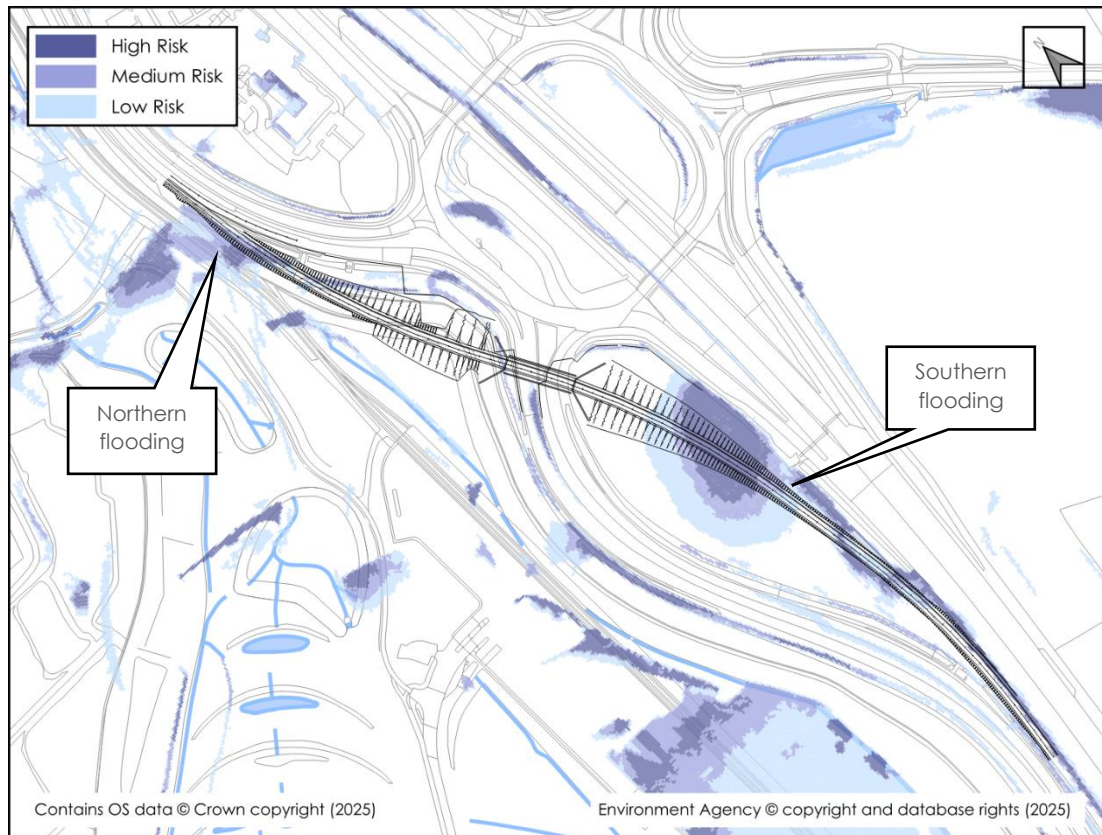 High Risk
Medium Risk
Low Risk
N
Northern
flooding
Southern
flooding
Contains OS data © Crown copyright (2025)
Environment Agency © copyright and database rights (2025)